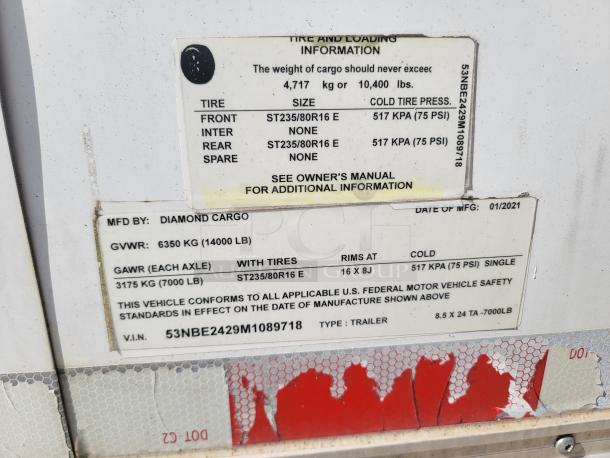 TIRE AND LOADING
INFORMATION
The weight of cargo should never exceed
4,717 kg or 10,400 lbs.
TIRE SIZE COLD TIRE PRESS.
FRONT ST235/80R16 E 517 KPA (75 PSI)
INTER NONE
REAR ST235/80R16 E 517 KPA (75 PSI)
SPARE NONE
SEE OWNER'S MANUAL
FOR ADDITIONAL INFORMATION
53NBE2429M1089718
MFD BY: DIAMOND CARGO DATE OF MFG: 01/2021
GVWR: 6350 KG (14000 LB)
GAWR (EACH AXLE) WITH TIRES RIMS AT COLD
3175 KG (7000 LB) ST235/80R16 E 16 X 8J 517 KPA (75 PSI) SINGLE
THIS VEHICLE CONFORMS TO ALL APPLICABLE U.S. FEDERAL MOTOR VEHICLE SAFETY
STANDARDS IN EFFECT ON THE DATE OF MANUFACTURE SHOWN ABOVE
V.I.N. 53NBE2429M1089718 TYPE : TRAILER 8.5 X 24 TA -7000LB
DOT-C2
DOT